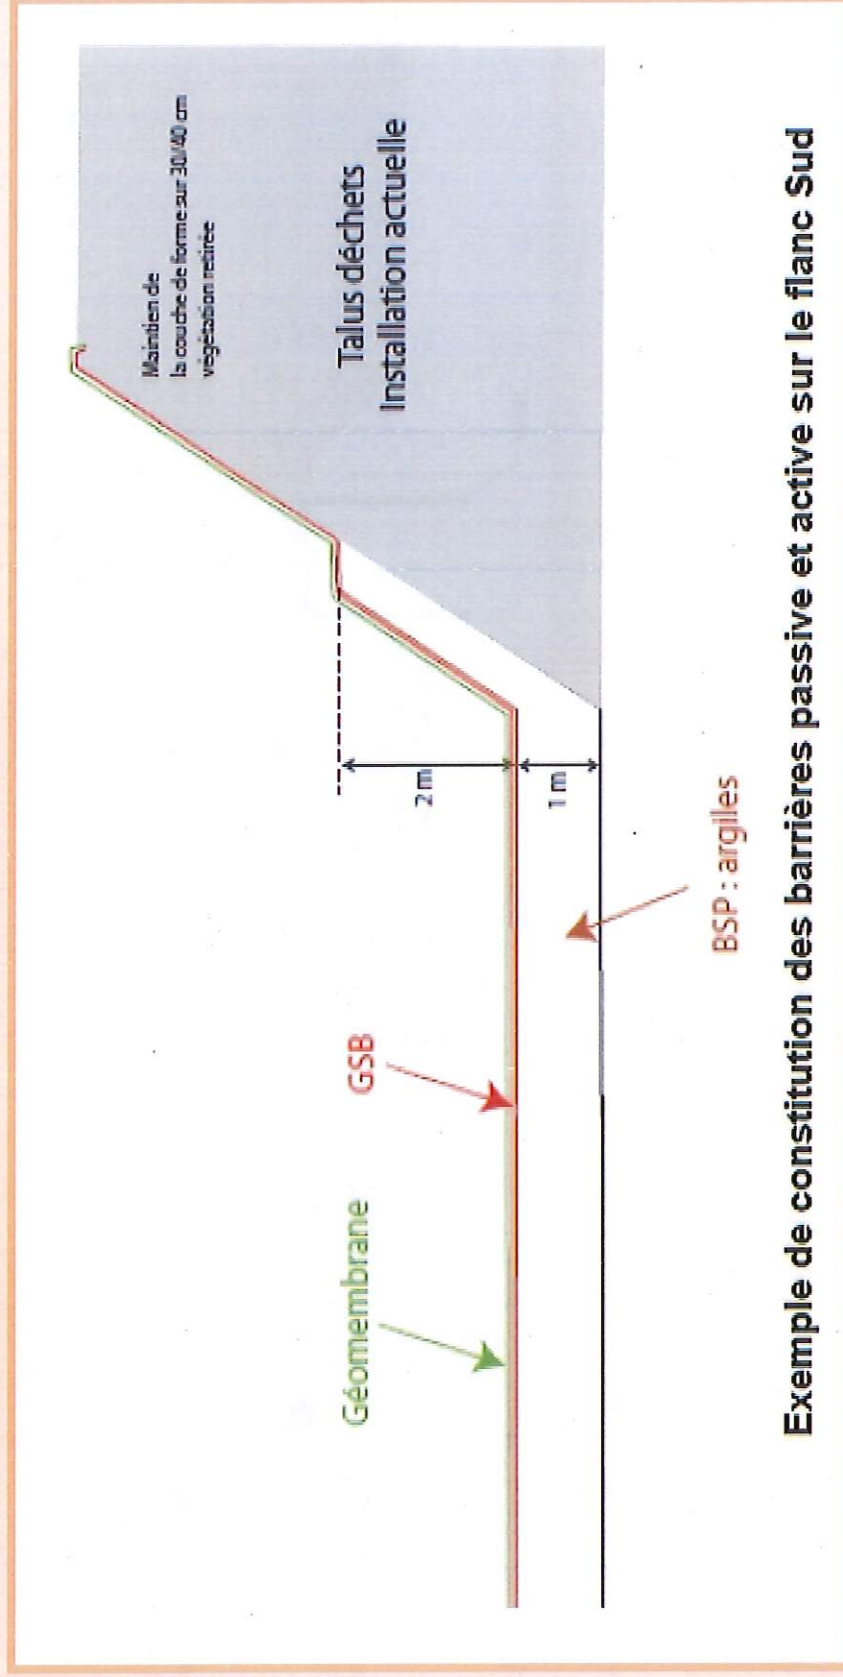 Maintien de
la couche de forme sur 30/40 cm
végétation retirée
Talus déchets
Installation actuelle
Géomembrane
GSB
2 m
1 m
BSP : argiles
Exemple de constitution des barrières passive et active sur le flanc Sud